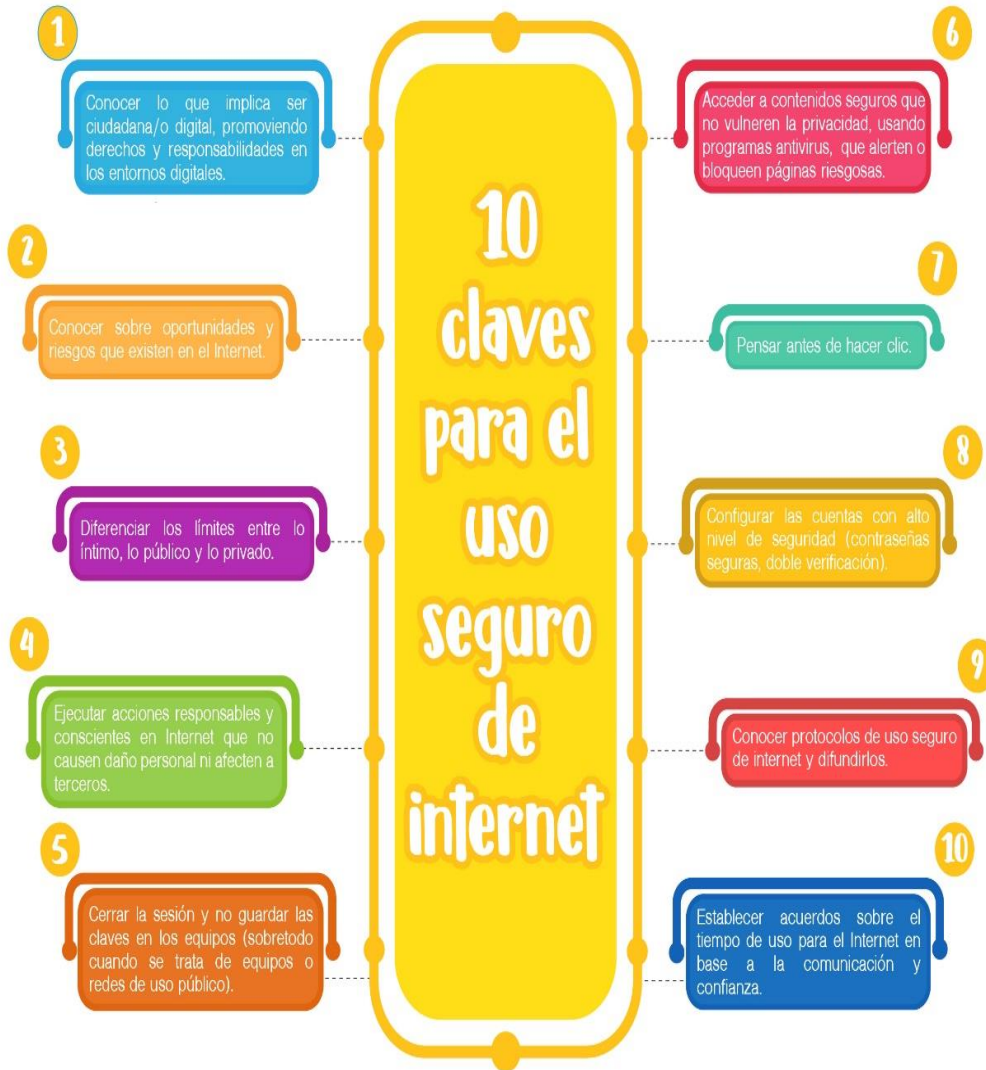 10
claves
para el
uso
seguro
de
internet
1
Conocer lo que implica ser
ciudadana/o digital, promoviendo
derechos y responsabilidades en
los entornos digitales.
2
Conocer sobre oportunidades y
riesgos que existen en el Internet.
3
Diferenciar los límites entre lo
íntimo, lo público y lo privado.
4
Ejecutar acciones responsables y
conscientes en Internet que no
causen daño personal ni afecten a
terceros.
5
Cerrar la sesión y no guardar las
claves en los equipos (sobretodo
cuando se trata de equipos o
redes de uso público).
6
Acceder a contenidos seguros que
no vulneren la privacidad, usando
programas antivirus, que alerten o
bloqueen páginas riesgosas.
7
Pensar antes de hacer clic.
8
Configurar las cuentas con alto
nivel de seguridad (contraseñas
seguras, doble verificación).
9
Conocer protocolos de uso seguro
de internet y difundirlos.
10
Establecer acuerdos sobre el
tiempo de uso para el Internet en
base a la comunicación y
confianza.